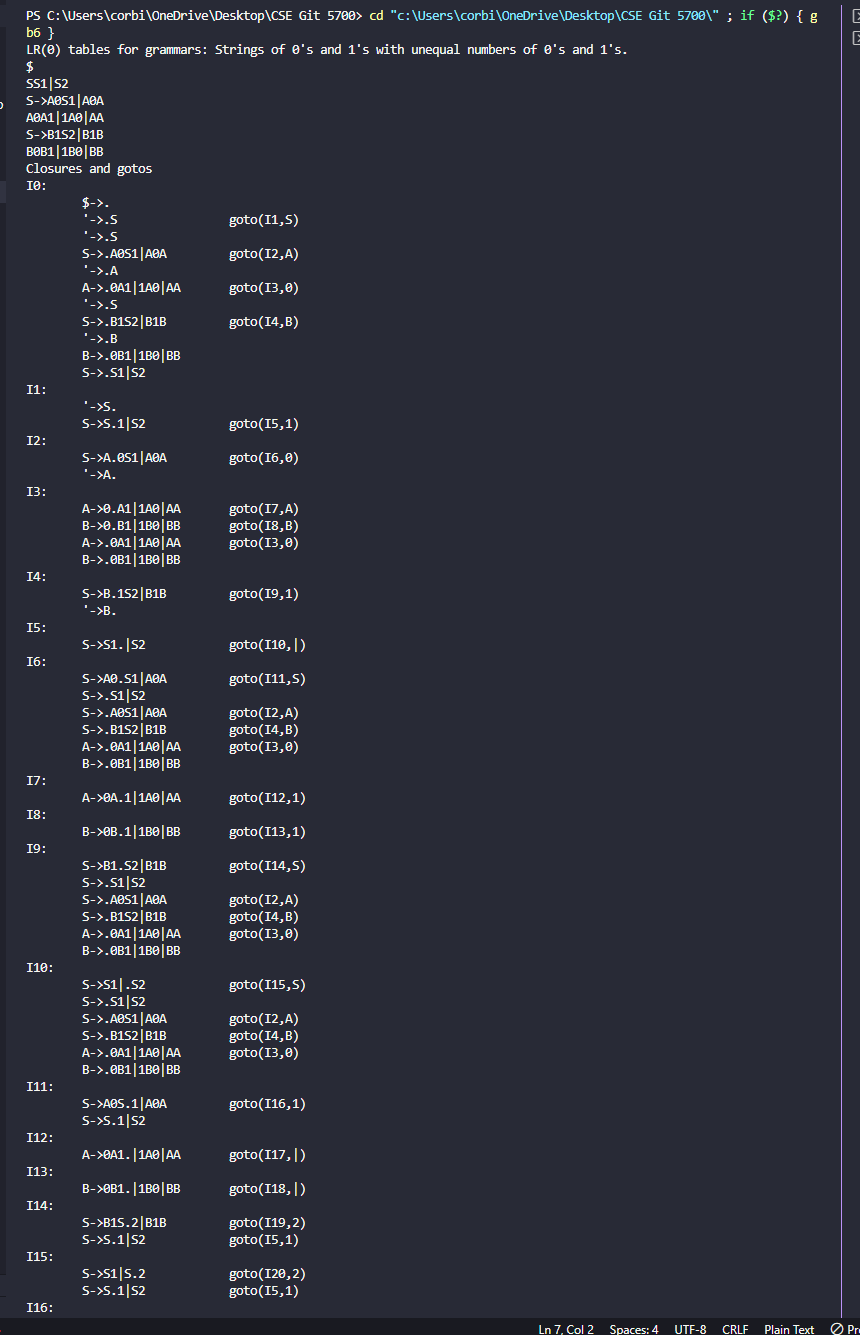 PS C:\Users\corbi\OneDrive\Desktop\CSE Git 5700> cd "c:\Users\corbi\OneDrive\Desktop\CSE Git 5700\" ; if ($?) { g
b6 }
LR(0) tables for grammars: Strings of 0's and 1's with unequal numbers of 0's and 1's.
$
SS1|S2
S->A0S1|A0A
A0A1|1A0|AA
S->B1S2|B1B
B0B1|1B0|BB
Closures and gotos
I0:
$->.
'->.S goto(I1,S)
'->.S
S->.A0S1|A0A goto(I2,A)
'->.A
A->.0A1|1A0|AA goto(I3,0)
'->.S
S->.B1S2|B1B goto(I4,B)
'->.B
B->.0B1|1B0|BB
S->.S1|S2
I1:
'->S.
S->S.1|S2 goto(I5,1)
I2:
S->A.0S1|A0A goto(I6,0)
'->A.
I3:
A->0.A1|1A0|AA goto(I7,A)
B->0.B1|1B0|BB goto(I8,B)
A->.0A1|1A0|AA goto(I3,0)
B->.0B1|1B0|BB
I4:
S->B.1S2|B1B goto(I9,1)
'->B.
I5:
S->S1.|S2 goto(I10,|)
I6:
S->A0.S1|A0A goto(I11,S)
S->.S1|S2
S->.A0S1|A0A goto(I2,A)
S->.B1S2|B1B goto(I4,B)
A->.0A1|1A0|AA goto(I3,0)
B->.0B1|1B0|BB
I7:
A->0A.1|1A0|AA goto(I12,1)
I8:
B->0B.1|1B0|BB goto(I13,1)
I9:
S->B1.S2|B1B goto(I14,S)
S->.S1|S2
S->.A0S1|A0A goto(I2,A)
S->.B1S2|B1B goto(I4,B)
A->.0A1|1A0|AA goto(I3,0)
B->.0B1|1B0|BB
I10:
S->S1|.S2 goto(I15,S)
S->.S1|S2
S->.A0S1|A0A goto(I2,A)
S->.B1S2|B1B goto(I4,B)
A->.0A1|1A0|AA goto(I3,0)
B->.0B1|1B0|BB
I11:
S->A0S.1|A0A goto(I16,1)
S->S.1|S2
I12:
A->0A1.|1A0|AA goto(I17,|)
I13:
B->0B1.|1B0|BB goto(I18,|)
I14:
S->B1S.2|B1B goto(I19,2)
S->S.1|S2 goto(I5,1)
I15:
S->S1|S.2 goto(I20,2)
S->S.1|S2 goto(I5,1)
I16:
Ln 7, Col 2 Spaces: 4 UTF-8 CRLF Plain Text Pr